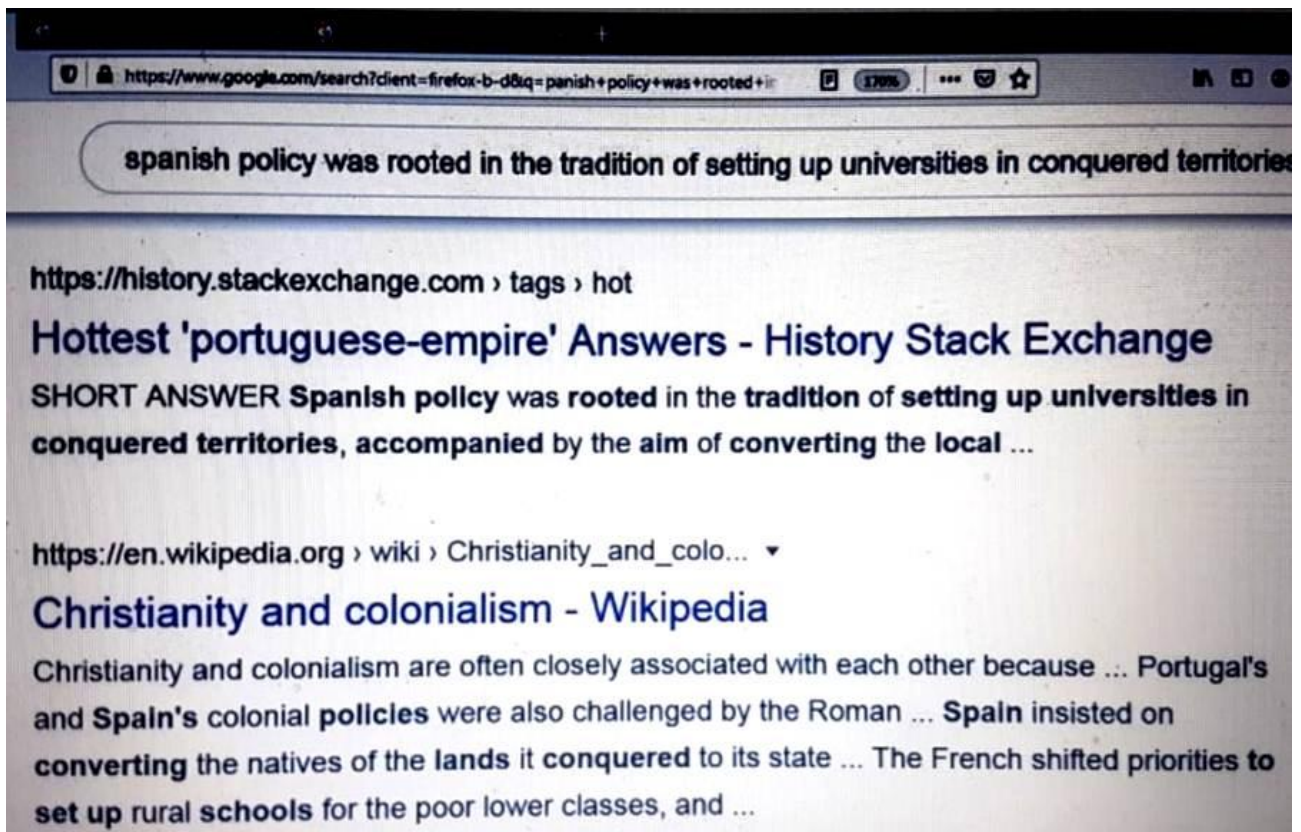 https://www.google.com/search?client=firefox-b-d&q=panish+policy+was+rooted+ir
170%
spanish policy was rooted in the tradition of setting up universities in conquered territories
https://history.stackexchange.com › tags › hot
Hottest 'portuguese-empire' Answers - History Stack Exchange
SHORT ANSWER Spanish policy was rooted in the tradition of setting up universities in
conquered territories, accompanied by the aim of converting the local ...
https://en.wikipedia.org › wiki › Christianity_and_colo...
Christianity and colonialism - Wikipedia
Christianity and colonialism are often closely associated with each other because ... Portugal's
and Spain's colonial policies were also challenged by the Roman ... Spain insisted on
converting the natives of the lands it conquered to its state ... The French shifted priorities to
set up rural schools for the poor lower classes, and ...